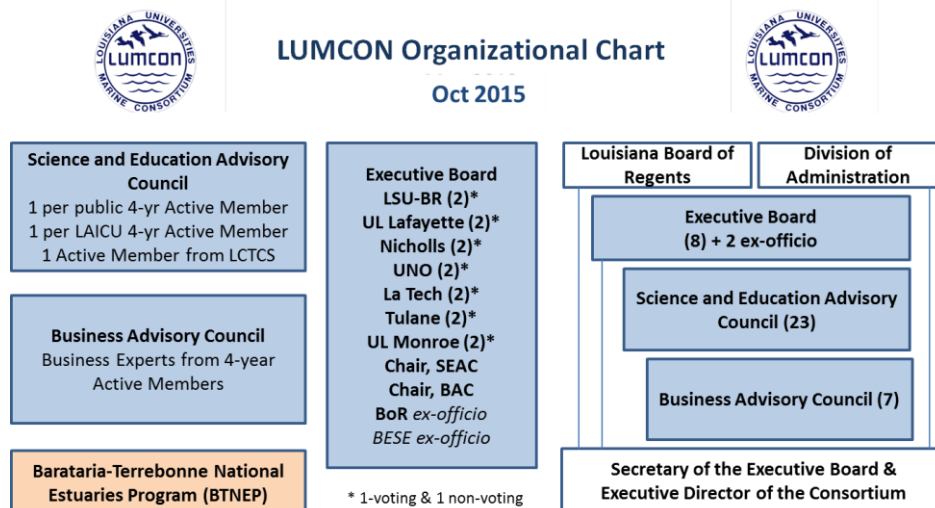 LOUISIANA UNIVERSITIES
LUMCON
MARINE CONSORTIUM
LUMCON Organizational Chart
Oct 2015
LOUISIANA UNIVERSITIES
LUMCON
MARINE CONSORTIUM
Science and Education Advisory
Council
1 per public 4-yr Active Member
1 per LAICU 4-yr Active Member
1 Active Member from LCTCS
Business Advisory Council
Business Experts from 4-year
Active Members
Barataria-Terrebonne National
Estuaries Program (BTNEP)
Executive Board
LSU-BR (2)*
UL Lafayette (2)*
Nicholls (2)*
UNO (2)*
La Tech (2)*
Tulane (2)*
UL Monroe (2)*
Chair, SEAC
Chair, BAC
BoR ex-officio
BESE ex-officio
* 1-voting & 1 non-voting
Louisiana Board of
Regents
Division of
Administration
Executive Board
(8) + 2 ex-officio
Science and Education Advisory
Council (23)
Business Advisory Council (7)
Secretary of the Executive Board &
Executive Director of the Consortium